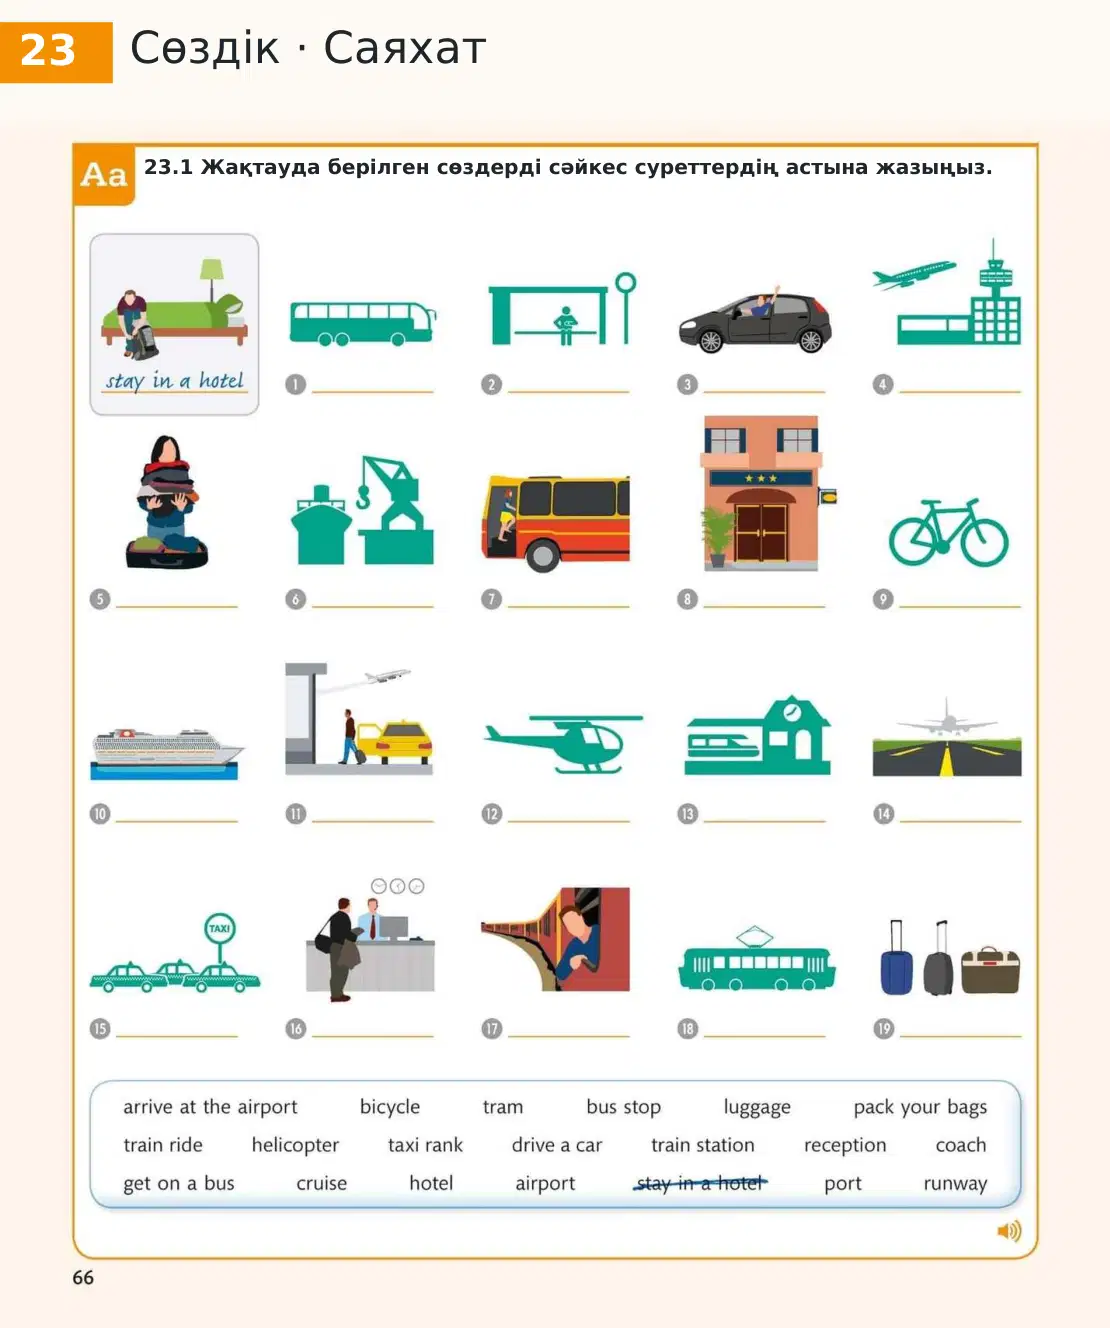 23 Сөздік · Саяхат
Aa 23.1 Жақтауда берілген сөздерді сәйкес суреттердің астына жазыңыз.
stay in a hotel
1
2
3
4
5
6
7
8
9
10
11
12
13
14
TAXI
15
16
17
18
19
arrive at the airport bicycle tram bus stop luggage pack your bags
train ride helicopter taxi rank drive a car train station reception coach
get on a bus cruise hotel airport stay in a hotel port runway
66